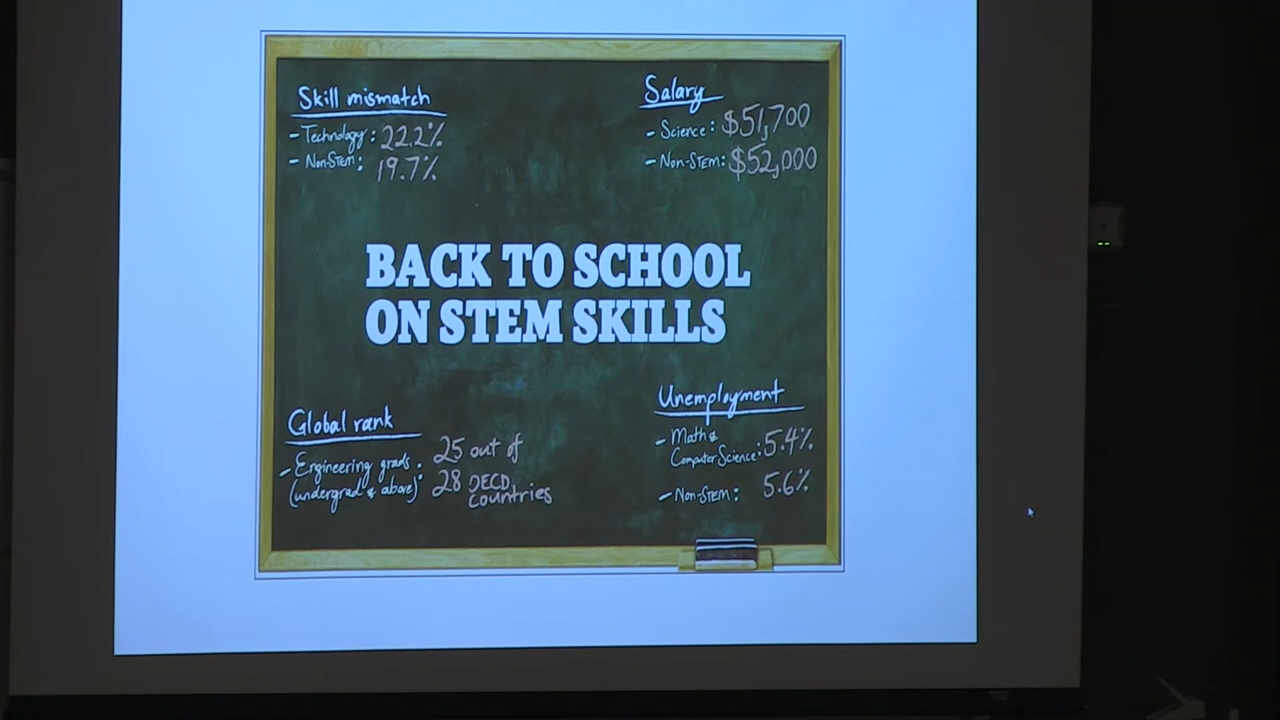 Skill mismatch
- Technology: 22.2%
- Non-STEM: 19.7%
Salary
- Science: $51,700
- Non-STEM: $52,000
BACK TO SCHOOL
ON STEM SKILLS
Global rank
- Engineering grads
(undergrad & above):
25 out of
28 OECD
countries
Unemployment
- Math &
Computer Science: 5.4%
- Non-STEM: 5.6%